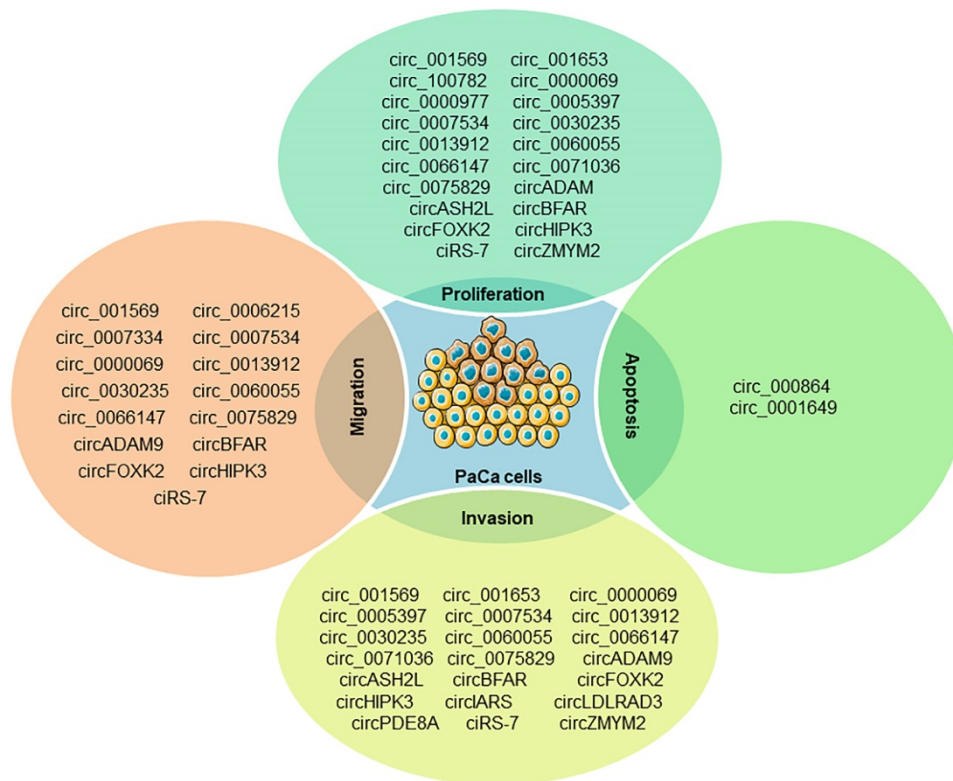 circ_001569 circ_001653
circ_100782 circ_0000069
circ_0000977 circ_0005397
circ_0007534 circ_0030235
circ_0013912 circ_0060055
circ_0066147 circ_0071036
circ_0075829 circADAM
circASH2L circBFAR
circFOXK2 circHIPK3
ciRS-7 circZMYM2
Proliferation
circ_001569 circ_0006215
circ_0007334 circ_0007534
circ_0000069 circ_0013912
circ_0030235 circ_0060055
circ_0066147 circ_0075829
circADAM9 circBFAR
circFOXK2 circHIPK3
ciRS-7
Migration
PaCa cells
Apoptosis
circ_000864
circ_0001649
Invasion
circ_001569 circ_001653 circ_0000069
circ_0005397 circ_0007534 circ_0013912
circ_0030235 circ_0060055 circ_0066147
circ_0071036 circ_0075829 circADAM9
circASH2L circBFAR circFOXK2
circHIPK3 circIARS circLDLRAD3
circPDE8A ciRS-7 circZMYM2